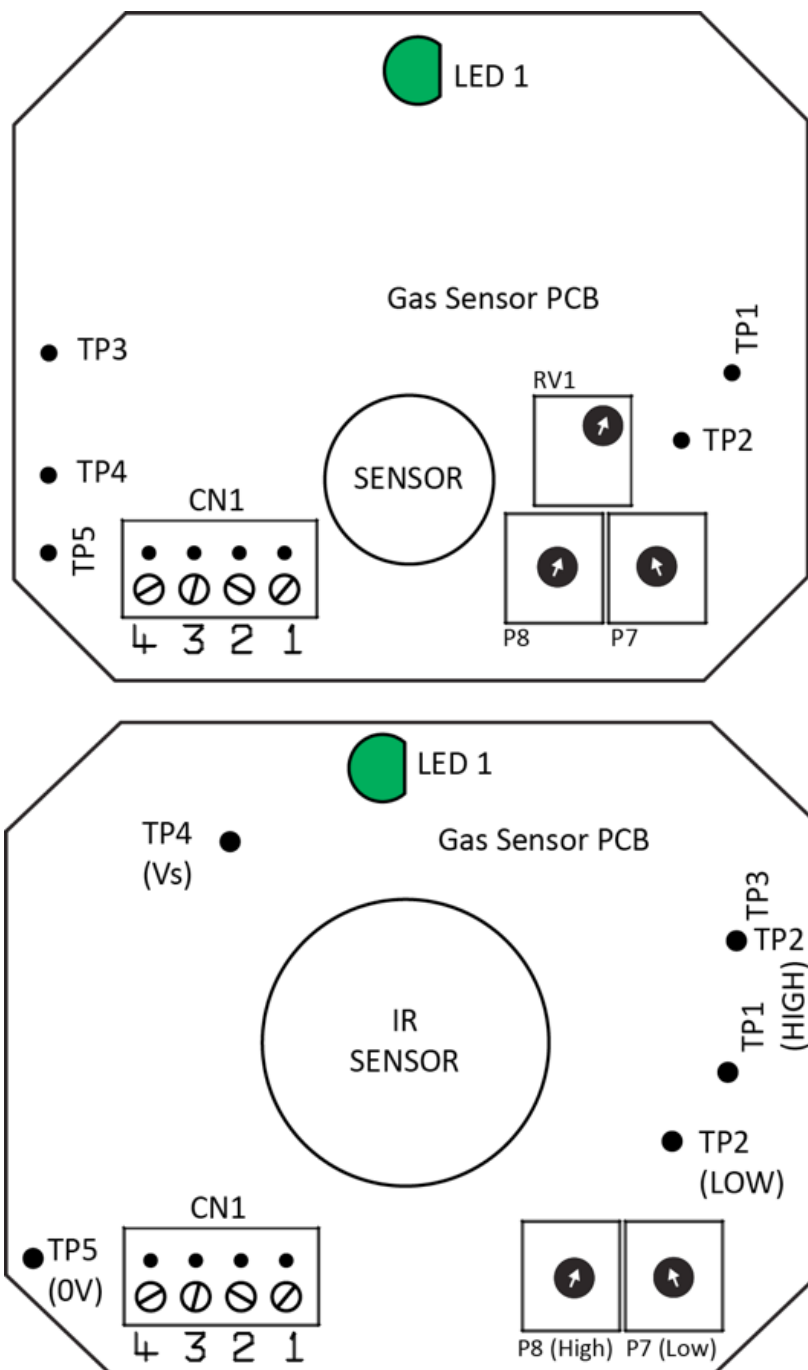 LED 1
Gas Sensor PCB
TP3
TP1
RV1
TP2
TP4
SENSOR
CN1
TP5
4 3 2 1
P8 P7
LED 1
TP4
(Vs)
Gas Sensor PCB
TP3
TP2
(HIGH)
IR
SENSOR
TP1
TP2
(LOW)
CN1
TP5
(0V)
4 3 2 1
P8 (High) P7 (Low)